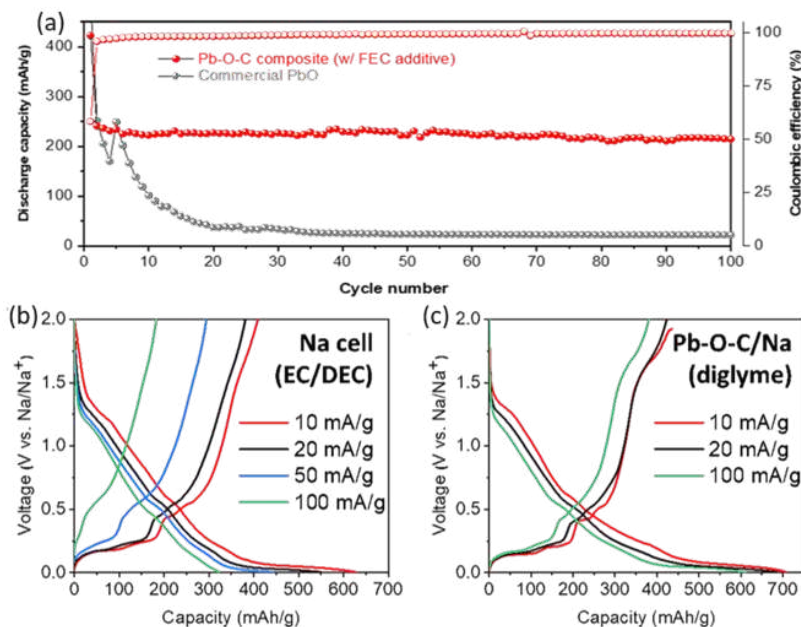 (a)
Discharge capacity (mAh/g)
400
300
200
100
0
Pb-O-C composite (w/ FEC additive)
Commercial PbO
100
75
50
25
0
Coulombic efficiency (%)
0 10 20 30 40 50 60 70 80 90 100
Cycle number
(b)
Voltage (V vs. Na/Na⁺)
2.0
1.5
1.0
0.5
0.0
Na cell
(EC/DEC)
10 mA/g
20 mA/g
50 mA/g
100 mA/g
0 100 200 300 400 500 600 700
Capacity (mAh/g)
(c)
Voltage (V vs. Na/Na⁺)
2.0
1.5
1.0
0.5
0.0
Pb-O-C/Na
(diglyme)
10 mA/g
20 mA/g
100 mA/g
0 100 200 300 400 500 600 700
Capacity (mAh/g)